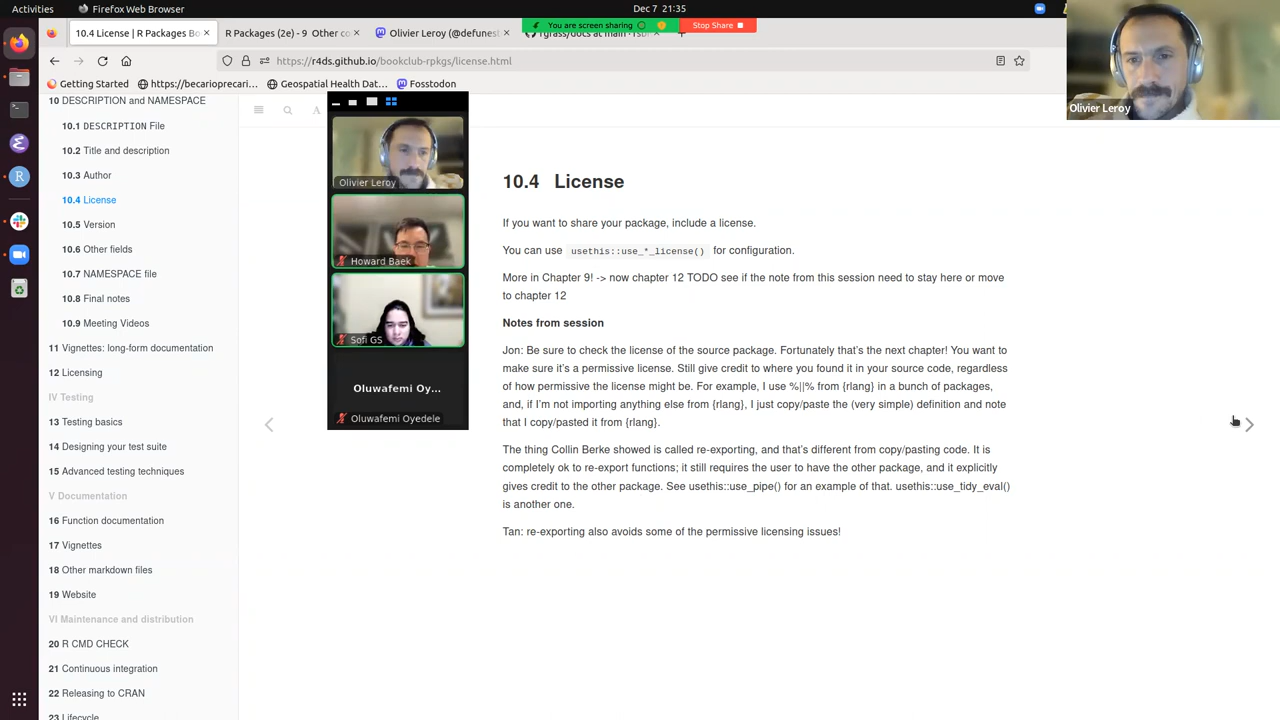 Activities
Firefox Web Browser
Dec 7 21:35
You are screen sharing
Stop Share
10.4 License | R Packages Bo
R Packages (2e) - 9 Other co
Olivier Leroy (@defunes
rgrass/docs at main · rsb
https://r4ds.github.io/bookclub-rpkgs/license.html
Getting Started
https://becarioprecari...
Geospatial Health Dat...
Fosstodon
Olivier Leroy
10 DESCRIPTION and NAMESPACE
10.1 DESCRIPTION File
10.2 Title and description
10.3 Author
10.4 License
10.5 Version
10.6 Other fields
10.7 NAMESPACE file
10.8 Final notes
10.9 Meeting Videos
11 Vignettes: long-form documentation
12 Licensing
IV Testing
13 Testing basics
14 Designing your test suite
15 Advanced testing techniques
V Documentation
16 Function documentation
17 Vignettes
18 Other markdown files
19 Website
VI Maintenance and distribution
20 R CMD CHECK
21 Continuous integration
22 Releasing to CRAN
23 Lifecycle
A
Olivier Leroy
Howard Baek
Sofi GS
Oluwafemi Oy...
Oluwafemi Oyedele
10.4 License
If you want to share your package, include a license.
You can use usethis::use_*_license() for configuration.
More in Chapter 9! -> now chapter 12 TODO see if the note from this session need to stay here or move
to chapter 12
Notes from session
Jon: Be sure to check the license of the source package. Fortunately that's the next chapter! You want to
make sure it's a permissive license. Still give credit to where you found it in your source code, regardless
of how permissive the license might be. For example, I use %||% from {rlang} in a bunch of packages,
and, if I'm not importing anything else from {rlang}, I just copy/paste the (very simple) definition and note
that I copy/pasted it from {rlang}.
The thing Collin Berke showed is called re-exporting, and that's different from copy/pasting code. It is
completely ok to re-export functions; it still requires the user to have the other package, and it explicitly
gives credit to the other package. See usethis::use_pipe() for an example of that. usethis::use_tidy_eval()
is another one.
Tan: re-exporting also avoids some of the permissive licensing issues!